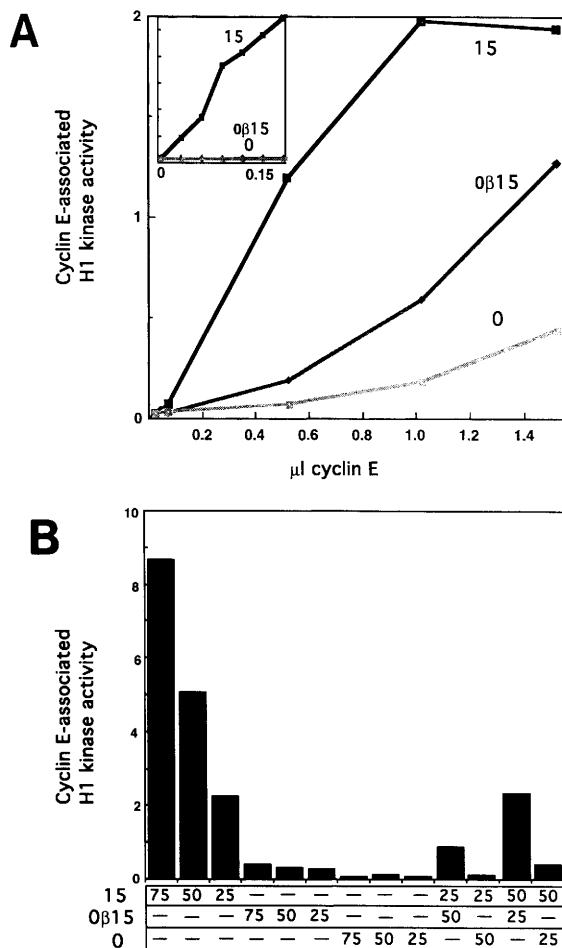 A
2
1
0
Cyclin E-associated
H1 kinase activity
15
0β15
0
0
0.15
15
0β15
0
0.2 0.4 0.6 0.8 1.0 1.2 1.4
µl cyclin E
B
10
8
6
4
2
0
Cyclin E-associated
H1 kinase activity
15 75 50 25 — — — — — — 25 25 50 50
0β15 — — — 75 50 25 — — — 50 — 25 —
0 — — — — — — 75 50 25 — 50 — 25